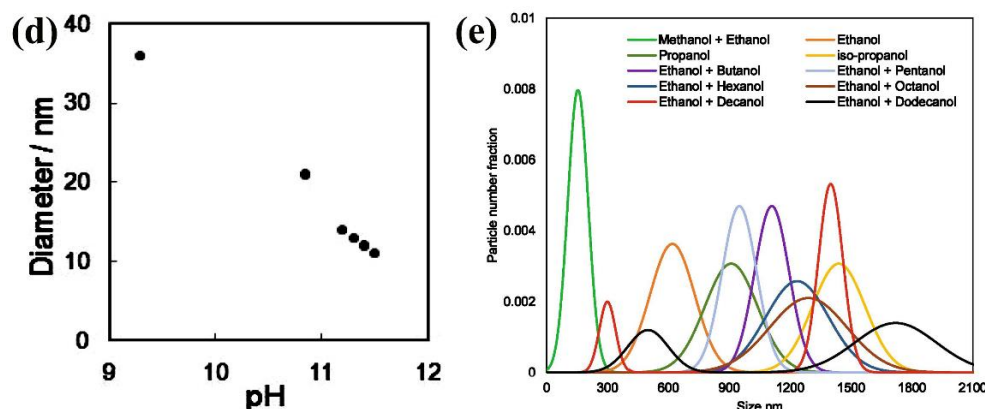 (d)
40
30
20
10
0
Diameter / nm
9
10
11
12
pH
(e)
0.01
0.008
0.006
0.004
0.002
0
Particle number fraction
Methanol + Ethanol
Ethanol
Propanol
iso-propanol
Ethanol + Butanol
Ethanol + Pentanol
Ethanol + Hexanol
Ethanol + Octanol
Ethanol + Decanol
Ethanol + Dodecanol
0
300
600
900
1200
1500
1800
2100
Size nm